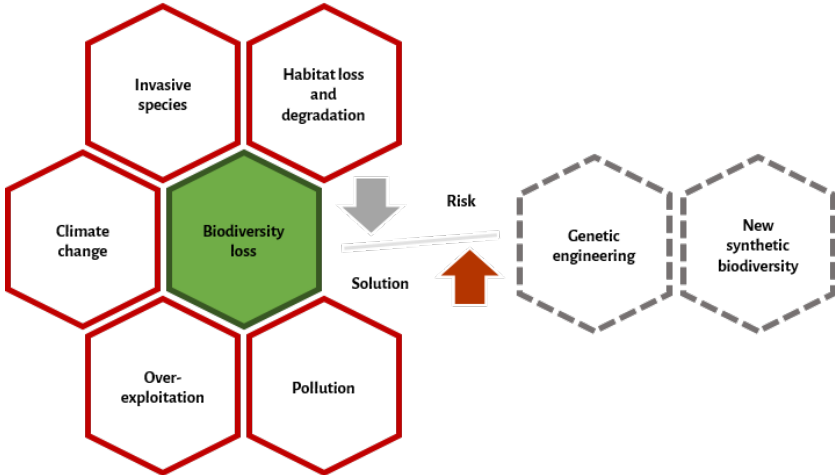 Invasive
species
Habitat loss
and
degradation
Climate
change
Biodiversity
loss
Risk
Solution
Genetic
engineering
New
synthetic
biodiversity
Over-
exploitation
Pollution